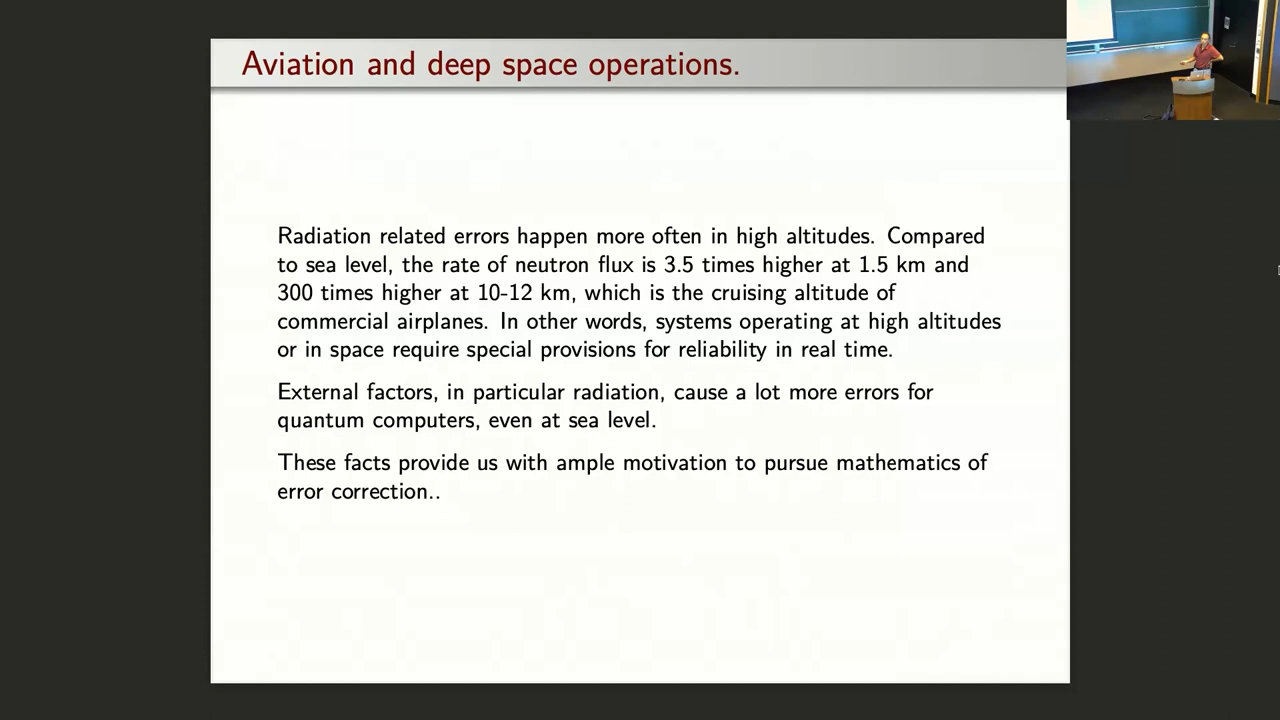 Aviation and deep space operations.
Radiation related errors happen more often in high altitudes. Compared
to sea level, the rate of neutron flux is 3.5 times higher at 1.5 km and
300 times higher at 10-12 km, which is the cruising altitude of
commercial airplanes. In other words, systems operating at high altitudes
or in space require special provisions for reliability in real time.
External factors, in particular radiation, cause a lot more errors for
quantum computers, even at sea level.
These facts provide us with ample motivation to pursue mathematics of
error correction..